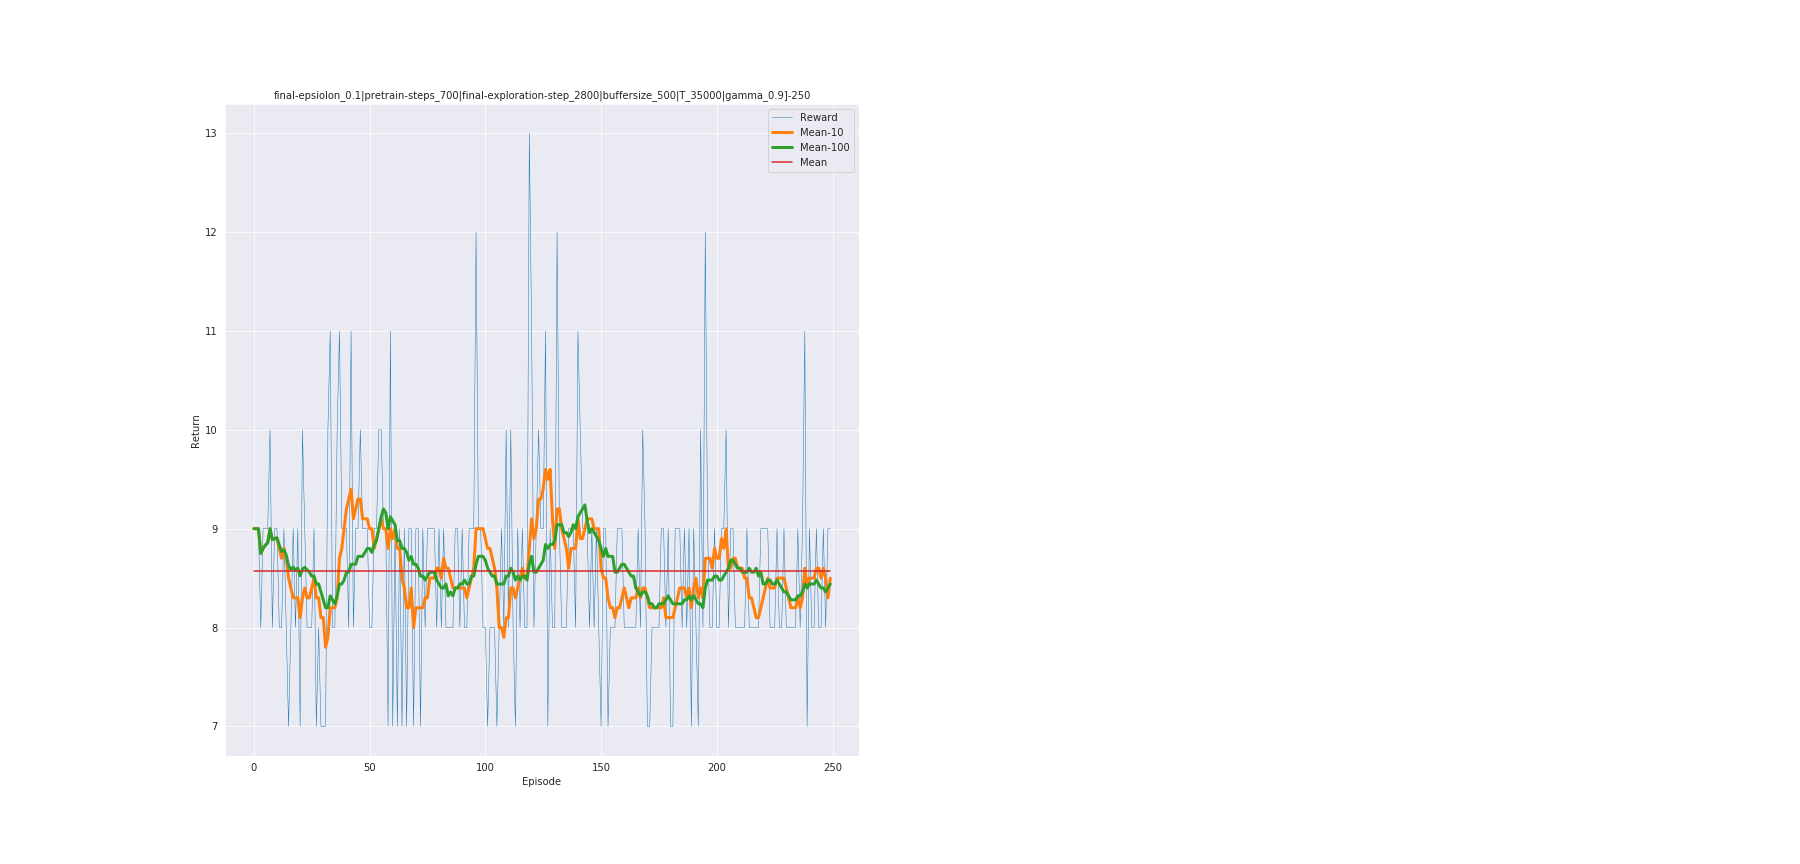 final-epsiolon_0.1|pretrain-steps_700|final-exploration-step_2800|buffersize_500|T_35000|gamma_0.9]-250
Reward
Mean-10
Mean-100
Mean
13
12
11
10
9
8
7
Return
0 50 100 150 200 250
Episode